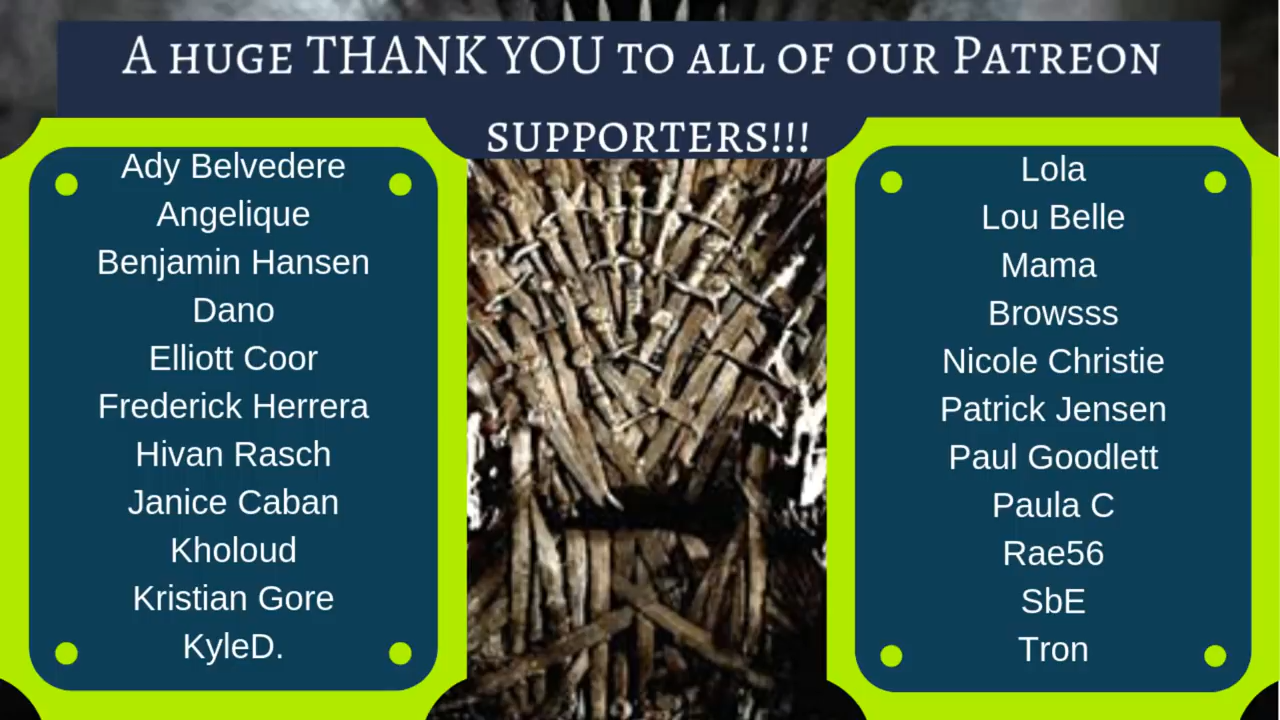 A HUGE THANK YOU TO ALL OF OUR PATREON
SUPPORTERS!!!
Ady Belvedere
Angelique
Benjamin Hansen
Dano
Elliott Coor
Frederick Herrera
Hivan Rasch
Janice Caban
Kholoud
Kristian Gore
KyleD.
Lola
Lou Belle
Mama
Browsss
Nicole Christie
Patrick Jensen
Paul Goodlett
Paula C
Rae56
SbE
Tron